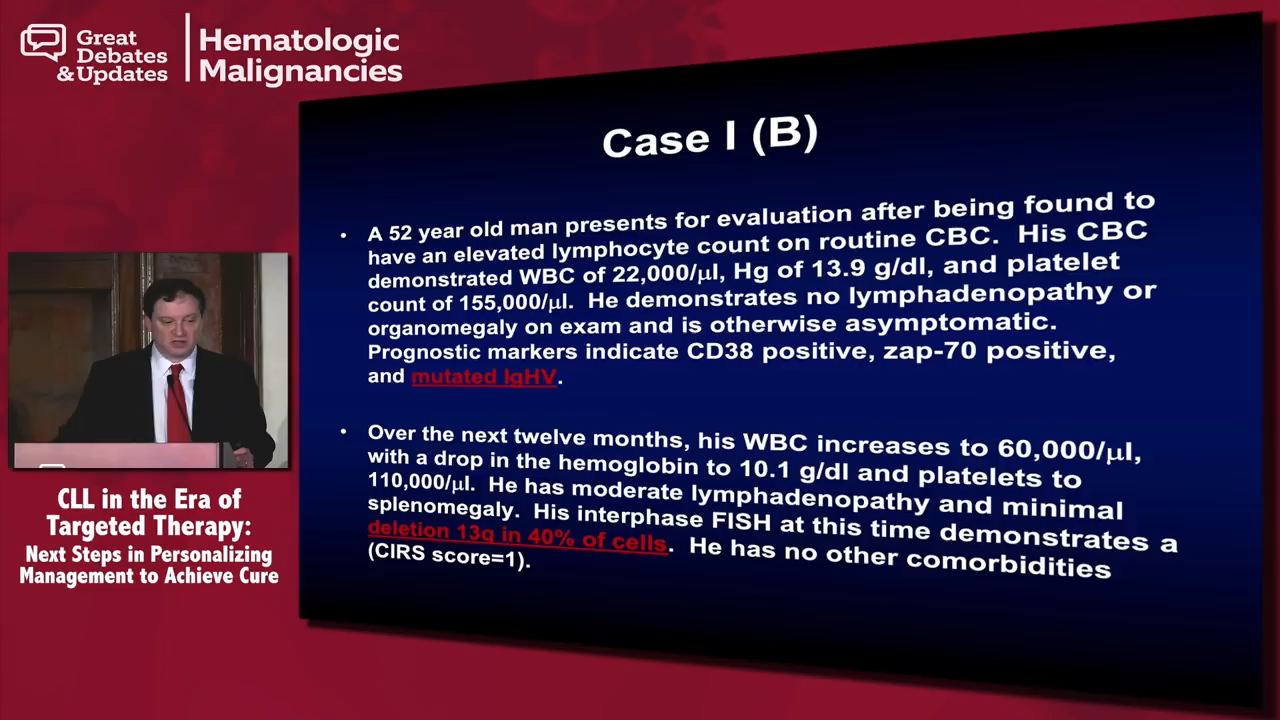 Great
Debates
& Updates
Hematologic
Malignancies
Case I (B)
• A 52 year old man presents for evaluation after being found to
have an elevated lymphocyte count on routine CBC. His CBC
demonstrated WBC of 22,000/µl, Hg of 13.9 g/dl, and platelet
count of 155,000/µl. He demonstrates no lymphadenopathy or
organomegaly on exam and is otherwise asymptomatic.
Prognostic markers indicate CD38 positive, zap-70 positive,
and mutated IgHV.
• Over the next twelve months, his WBC increases to 60,000/µl,
with a drop in the hemoglobin to 10.1 g/dl and platelets to
110,000/µl. He has moderate lymphadenopathy and minimal
splenomegaly. His interphase FISH at this time demonstrates a
deletion 13q in 40% of cells. He has no other comorbidities
(CIRS score=1).
CLL in the Era of
Targeted Therapy:
Next Steps in Personalizing
Management to Achieve Cure